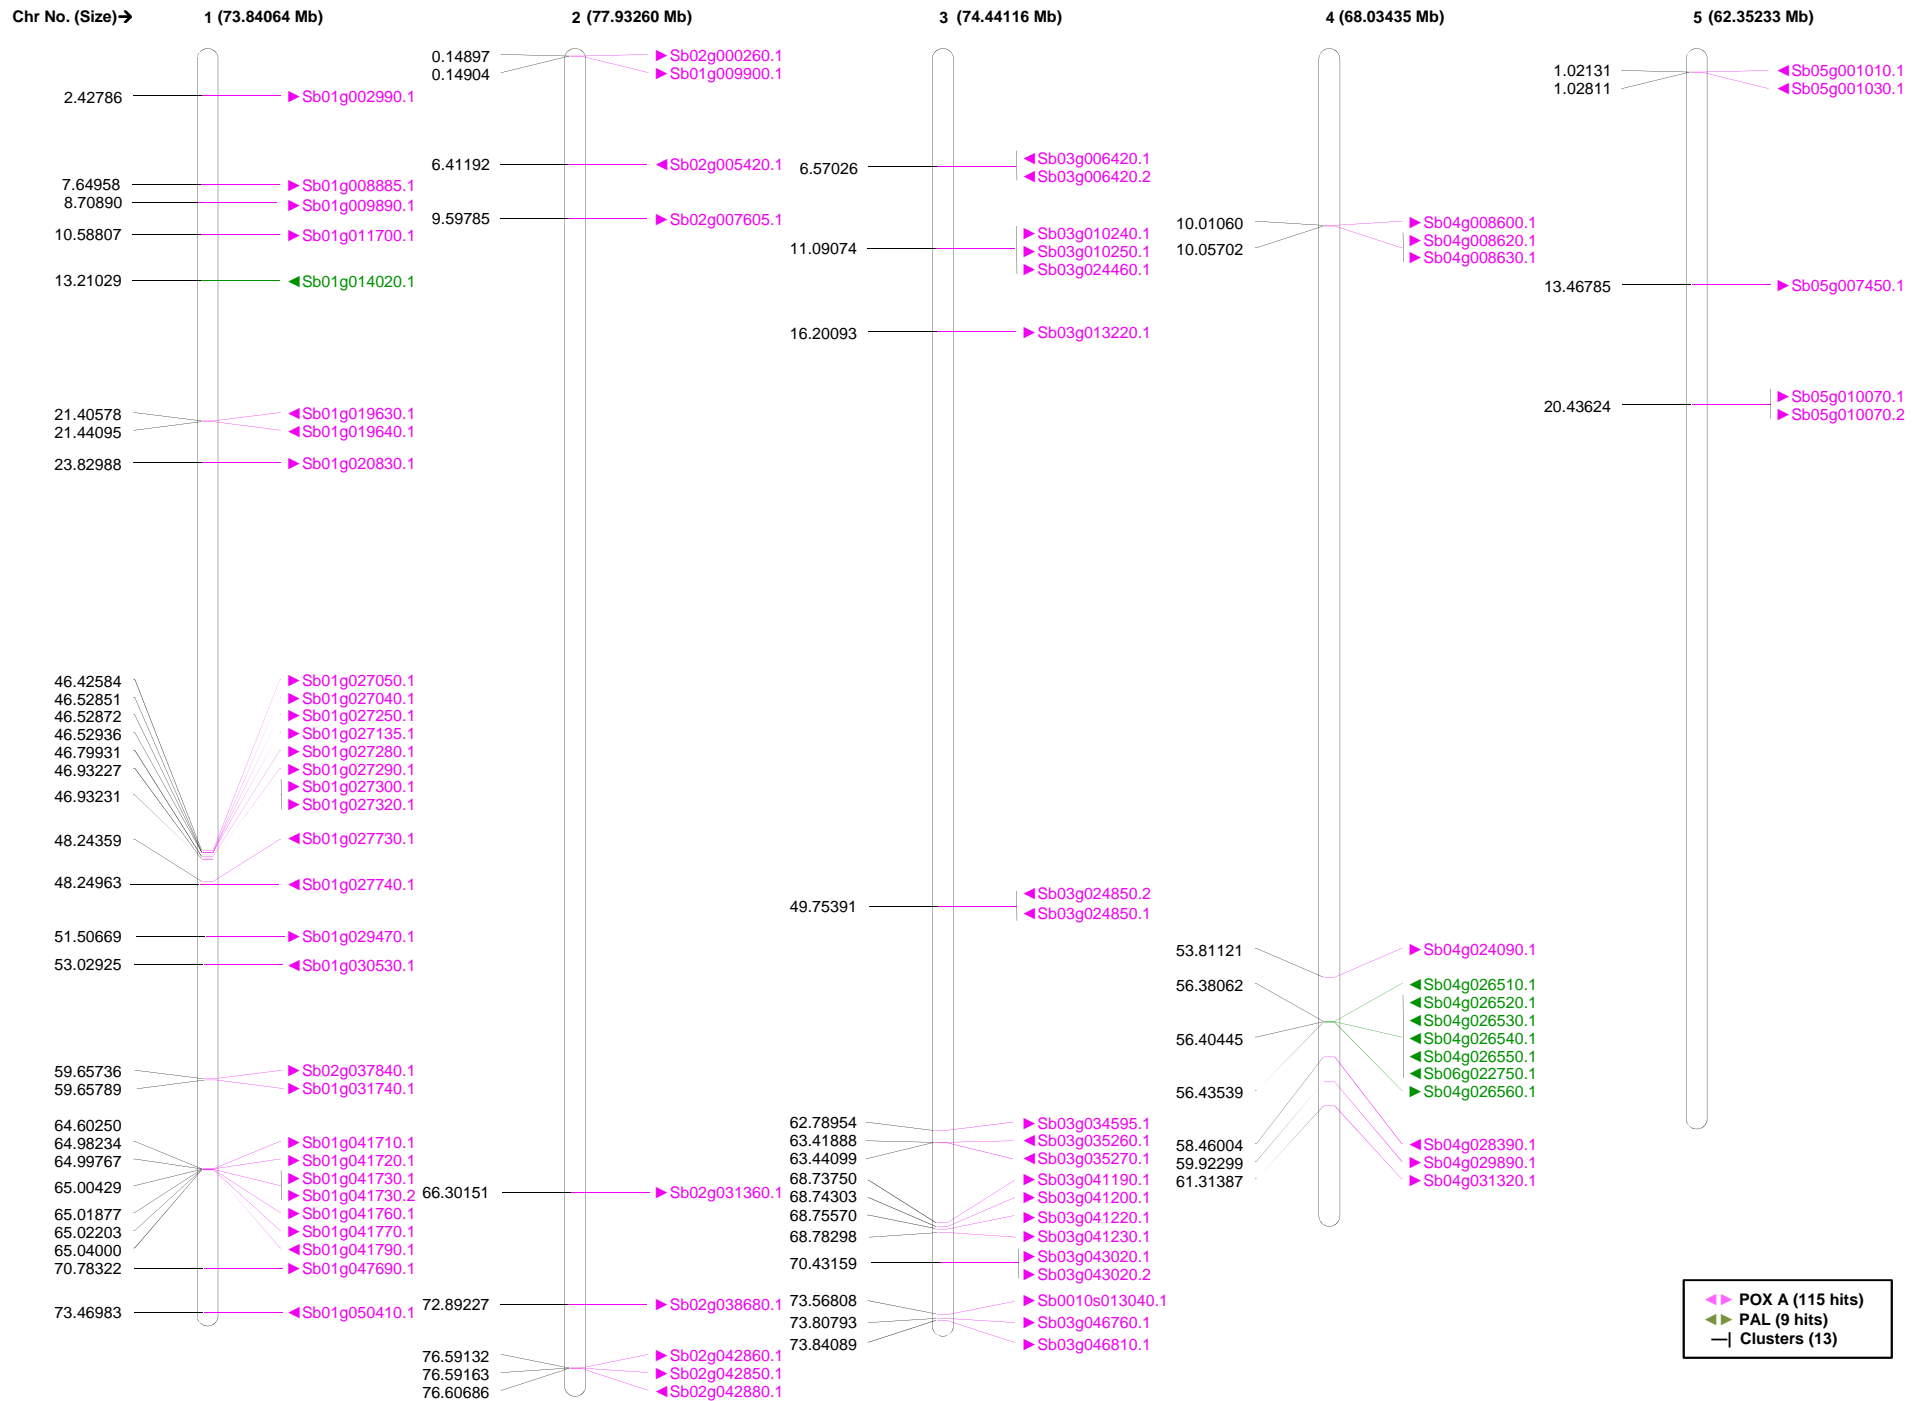 Chr No. (Size)→
1 (73.84064 Mb)
2 (77.93260 Mb)
3 (74.44116 Mb)
4 (68.03435 Mb)
5 (62.35233 Mb)
2.42786 ►Sb01g002990.1
7.64958 ►Sb01g008885.1
8.70890 ►Sb01g009890.1
10.58807 ►Sb01g011700.1
13.21029 ◄Sb01g014020.1
21.40578 ◄Sb01g019630.1
21.44095 ◄Sb01g019640.1
23.82988 ►Sb01g020830.1
46.42584 ►Sb01g027050.1
46.52851 ►Sb01g027040.1
46.52872 ►Sb01g027250.1
46.52936 ►Sb01g027135.1
46.79931 ►Sb01g027280.1
46.93227 ►Sb01g027290.1
46.93231 ►Sb01g027300.1
►Sb01g027320.1
48.24359 ◄Sb01g027730.1
48.24963 ◄Sb01g027740.1
51.50669 ►Sb01g029470.1
53.02925 ◄Sb01g030530.1
59.65736 ►Sb02g037840.1
59.65789 ►Sb01g031740.1
64.60250
64.98234 ►Sb01g041710.1
64.99767 ►Sb01g041720.1
65.00429 ►Sb01g041730.1
►Sb01g041730.2
65.01877 ►Sb01g041760.1
65.02203 ►Sb01g041770.1
65.04000 ◄Sb01g041790.1
70.78322 ►Sb01g047690.1
73.46983 ◄Sb01g050410.1
0.14897 ►Sb02g000260.1
0.14904 ►Sb01g009900.1
6.41192 ◄Sb02g005420.1
9.59785 ►Sb02g007605.1
66.30151 ►Sb02g031360.1
72.89227 ►Sb02g038680.1
76.59132 ►Sb02g042860.1
76.59163 ►Sb02g042850.1
76.60686 ◄Sb02g042880.1
6.57026 ◄Sb03g006420.1
◄Sb03g006420.2
11.09074 ►Sb03g010240.1
►Sb03g010250.1
►Sb03g024460.1
16.20093 ►Sb03g013220.1
49.75391 ◄Sb03g024850.2
◄Sb03g024850.1
62.78954 ►Sb03g034595.1
63.41888 ◄Sb03g035260.1
63.44099 ◄Sb03g035270.1
68.73750 ►Sb03g041190.1
68.74303 ►Sb03g041200.1
68.75570 ►Sb03g041220.1
68.78298 ►Sb03g041230.1
70.43159 ►Sb03g043020.1
►Sb03g043020.2
73.56808 ►Sb0010s013040.1
73.80793 ►Sb03g046760.1
73.84089 ►Sb03g046810.1
10.01060 ►Sb04g008600.1
10.05702 ►Sb04g008620.1
►Sb04g008630.1
53.81121 ►Sb04g024090.1
56.38062 ◄Sb04g026510.1
◄Sb04g026520.1
◄Sb04g026530.1
56.40445 ◄Sb04g026540.1
◄Sb04g026550.1
◄Sb06g022750.1
56.43539 ►Sb04g026560.1
58.46004 ◄Sb04g028390.1
59.92299 ►Sb04g029890.1
61.31387 ►Sb04g031320.1
1.02131 ◄Sb05g001010.1
1.02811 ◄Sb05g001030.1
13.46785 ►Sb05g007450.1
20.43624 ►Sb05g010070.1
►Sb05g010070.2
◄► POX A (115 hits)
◄► PAL (9 hits)
—| Clusters (13)